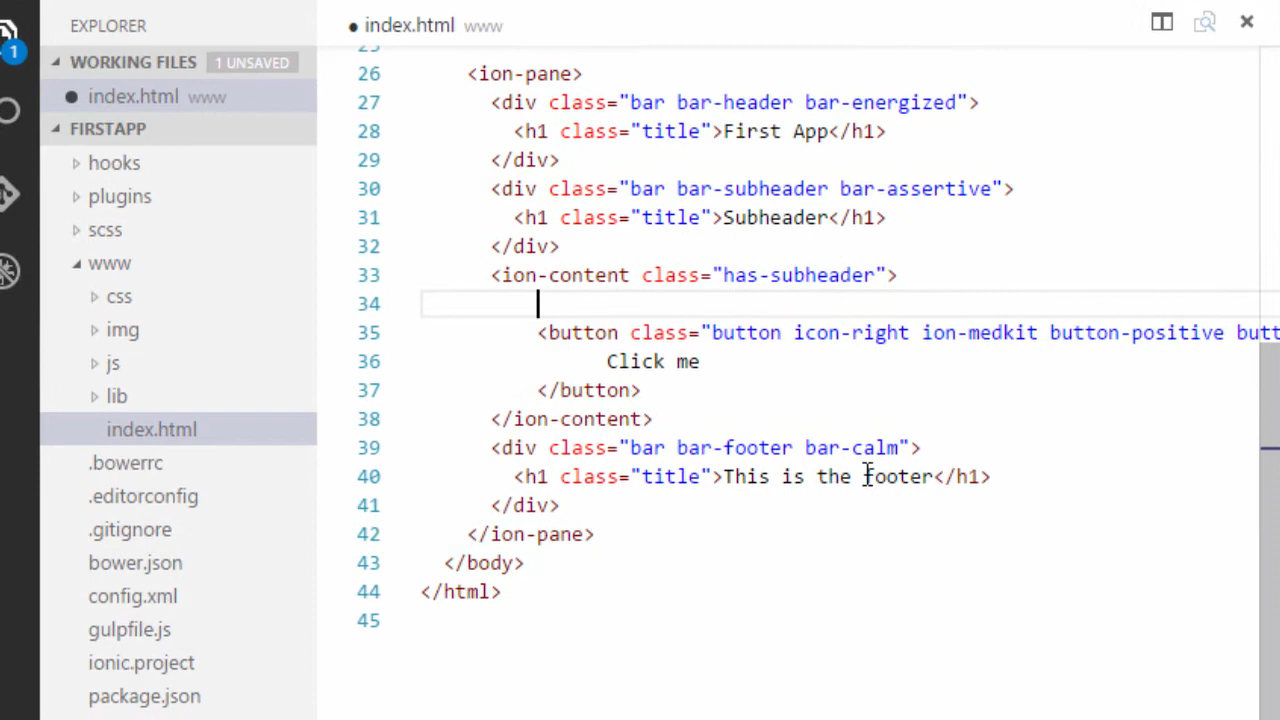 EXPLORER
WORKING FILES 1 UNSAVED
index.html www
FIRSTAPP
hooks
plugins
scss
www
css
img
js
lib
index.html
.bowerrc
.editorconfig
.gitignore
bower.json
config.xml
gulpfile.js
ionic.project
package.json
1
index.html www
26 <ion-pane>
27 <div class="bar bar-header bar-energized">
28 <h1 class="title">First App</h1>
29 </div>
30 <div class="bar bar-subheader bar-assertive">
31 <h1 class="title">Subheader</h1>
32 </div>
33 <ion-content class="has-subheader">
34
35 <button class="button icon-right ion-medkit button-positive butt
36 Click me
37 </button>
38 </ion-content>
39 <div class="bar bar-footer bar-calm">
40 <h1 class="title">This is the footer</h1>
41 </div>
42 </ion-pane>
43 </body>
44 </html>
45